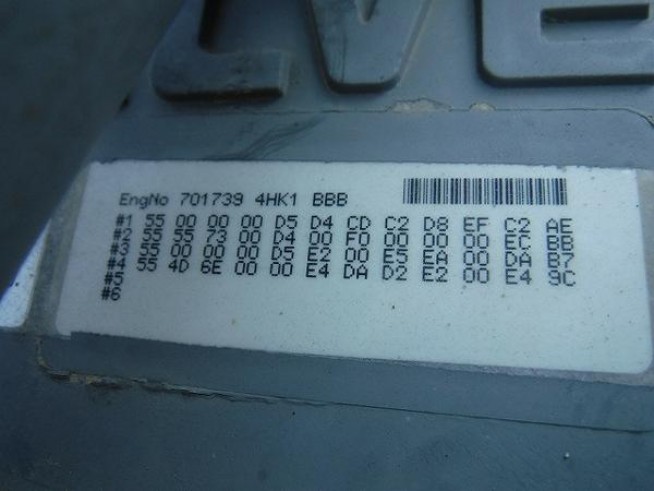 EngNo 701739 4HK1 BBB
#1 55 00 00 00 D5 D4 CD C2 D8 EF C2 AE
#2 55 55 73 00 D4 00 F0 00 00 00 EC BB
#3 55 00 00 00 D5 E2 00 E5 EA 00 DA B7
#4 55 4D 6E 00 00 E4 DA D2 E2 00 E4 9C
#5
#6